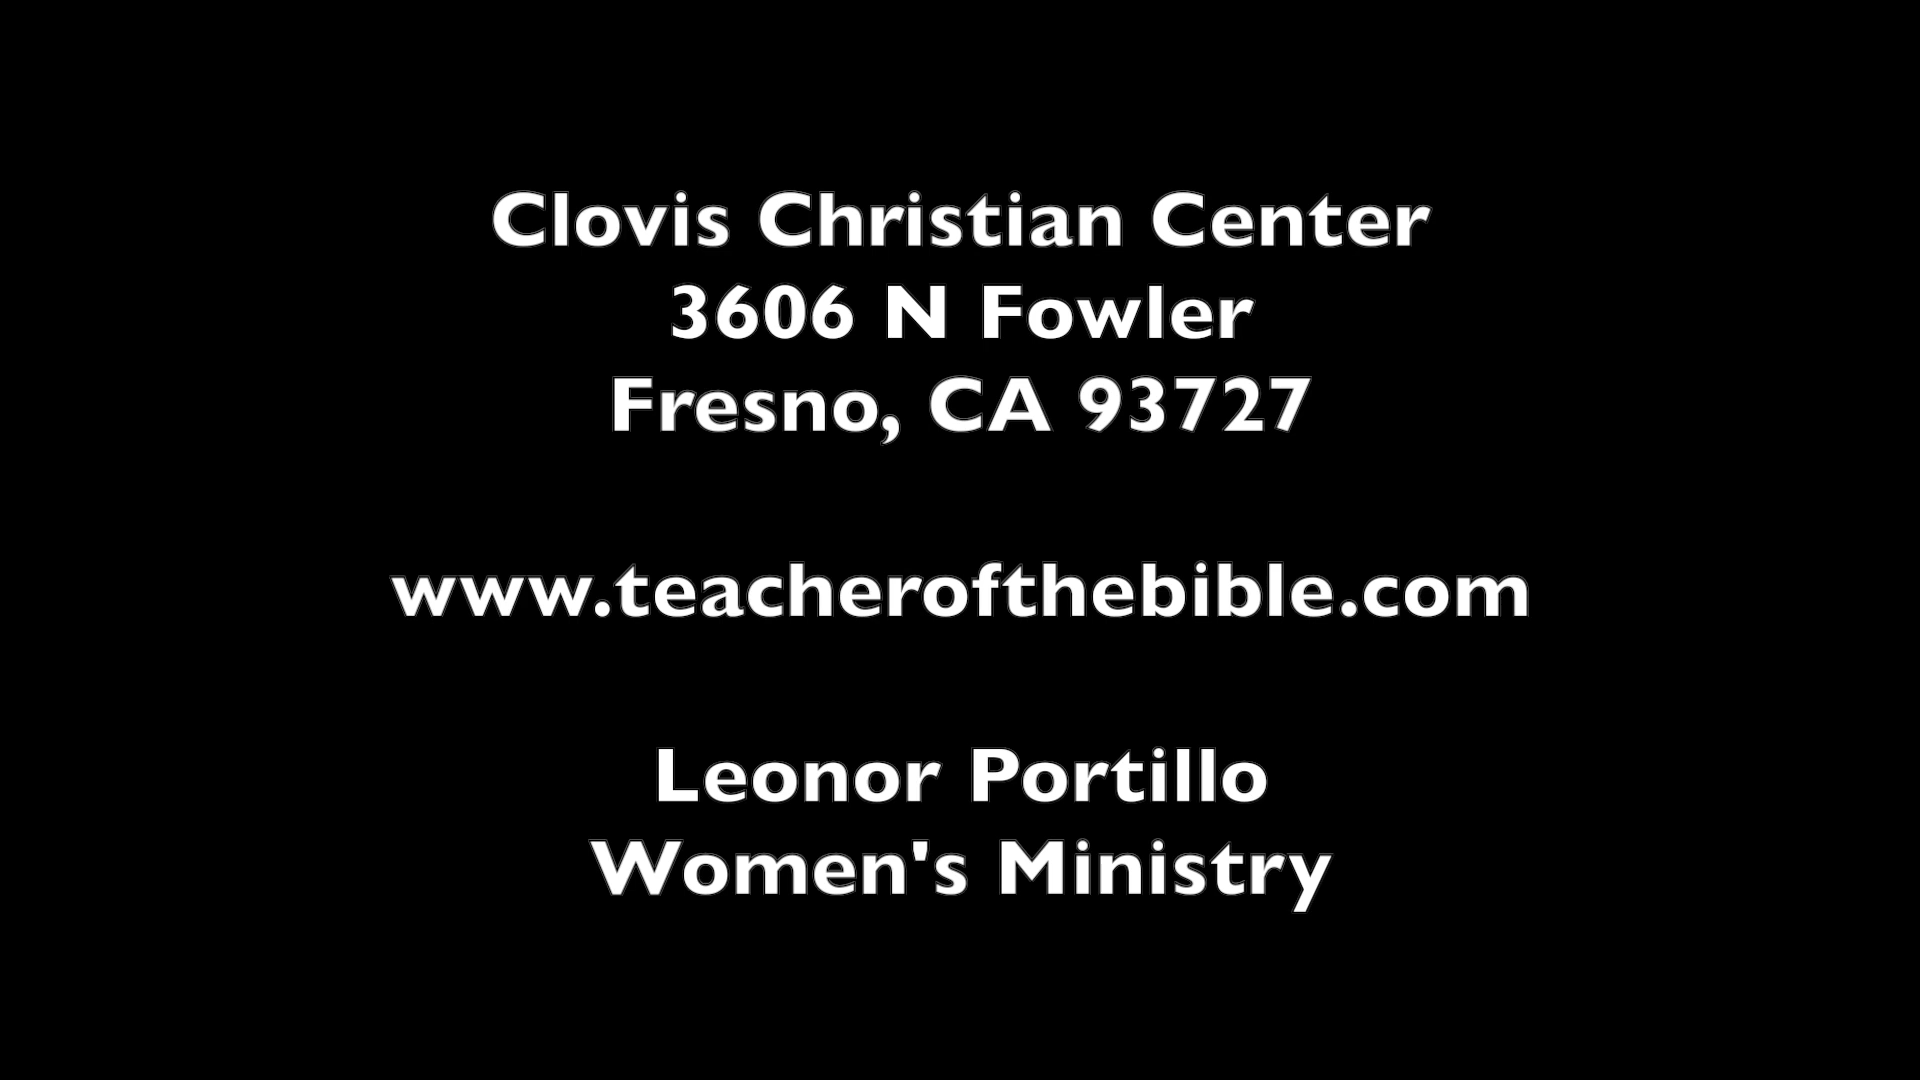 Clovis Christian Center
3606 N Fowler
Fresno, CA 93727
www.teacherofthebible.com
Leonor Portillo
Women's Ministry